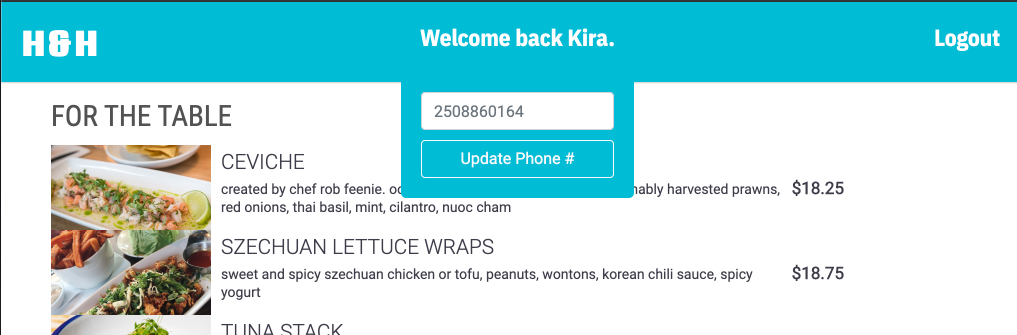 H&H
Welcome back Kira.
Logout
2508860164
Update Phone #
FOR THE TABLE
CEVICHE
created by chef rob feenie. harvested prawns, $18.25
red onions, thai basil, mint, cilantro, nuoc cham
SZECHUAN LETTUCE WRAPS
sweet and spicy szechuan chicken or tofu, peanuts, wontons, korean chili sauce, spicy $18.75
yogurt
TUNA STACK